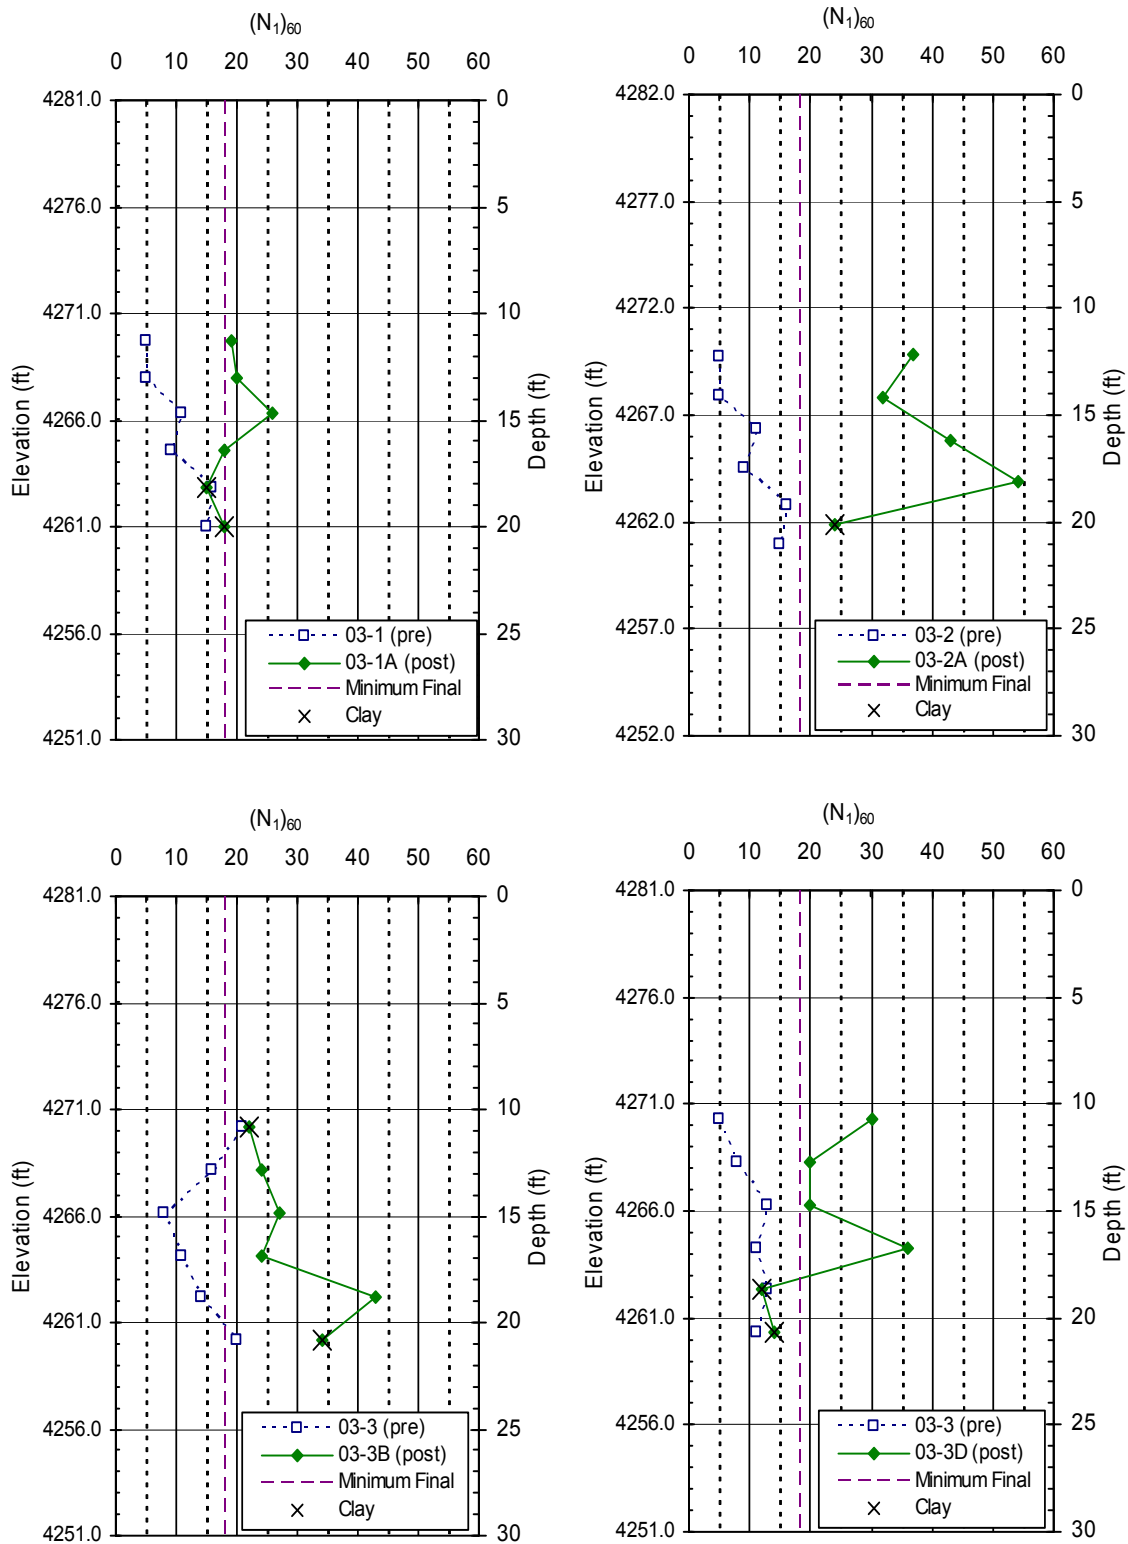 (N1)60
0 10 20 30 40 50 60
4281.0 0
4276.0 5
4271.0 10
4266.0 15
4261.0 20
4256.0 25
4251.0 30
Elevation (ft)
Depth (ft)
03-1 (pre)
03-1A (post)
Minimum Final
Clay
(N1)60
0 10 20 30 40 50 60
4282.0 0
4277.0 5
4272.0 10
4267.0 15
4262.0 20
4257.0 25
4252.0 30
Elevation (ft)
Depth (ft)
03-2 (pre)
03-2A (post)
Minimum Final
Clay
(N1)60
0 10 20 30 40 50 60
4281.0 0
4276.0 5
4271.0 10
4266.0 15
4261.0 20
4256.0 25
4251.0 30
Elevation (ft)
Depth (ft)
03-3 (pre)
03-3B (post)
Minimum Final
Clay
(N1)60
0 10 20 30 40 50 60
4281.0 0
4276.0 5
4271.0 10
4266.0 15
4261.0 20
4256.0 25
4251.0 30
Elevation (ft)
Depth (ft)
03-3 (pre)
03-3D (post)
Minimum Final
Clay